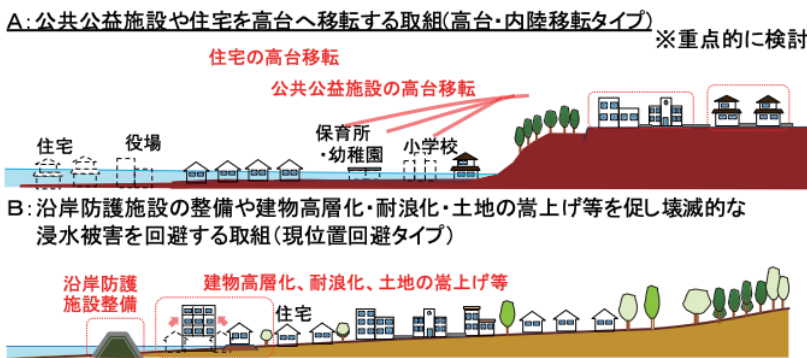 A：公共公益施設や住宅を高台へ移転する取組（高台・内陸移転タイプ）
※重点的に検討
住宅の高台移転
公共公益施設の高台移転
住宅
役場
保育所
・幼稚園
小学校
B：沿岸防護施設の整備や建物高層化・耐浪化・土地の嵩上げ等を促し壊滅的な
浸水被害を回避する取組（現位置回避タイプ）
沿岸防護
施設整備
建物高層化、耐浪化、土地の嵩上げ等
住宅